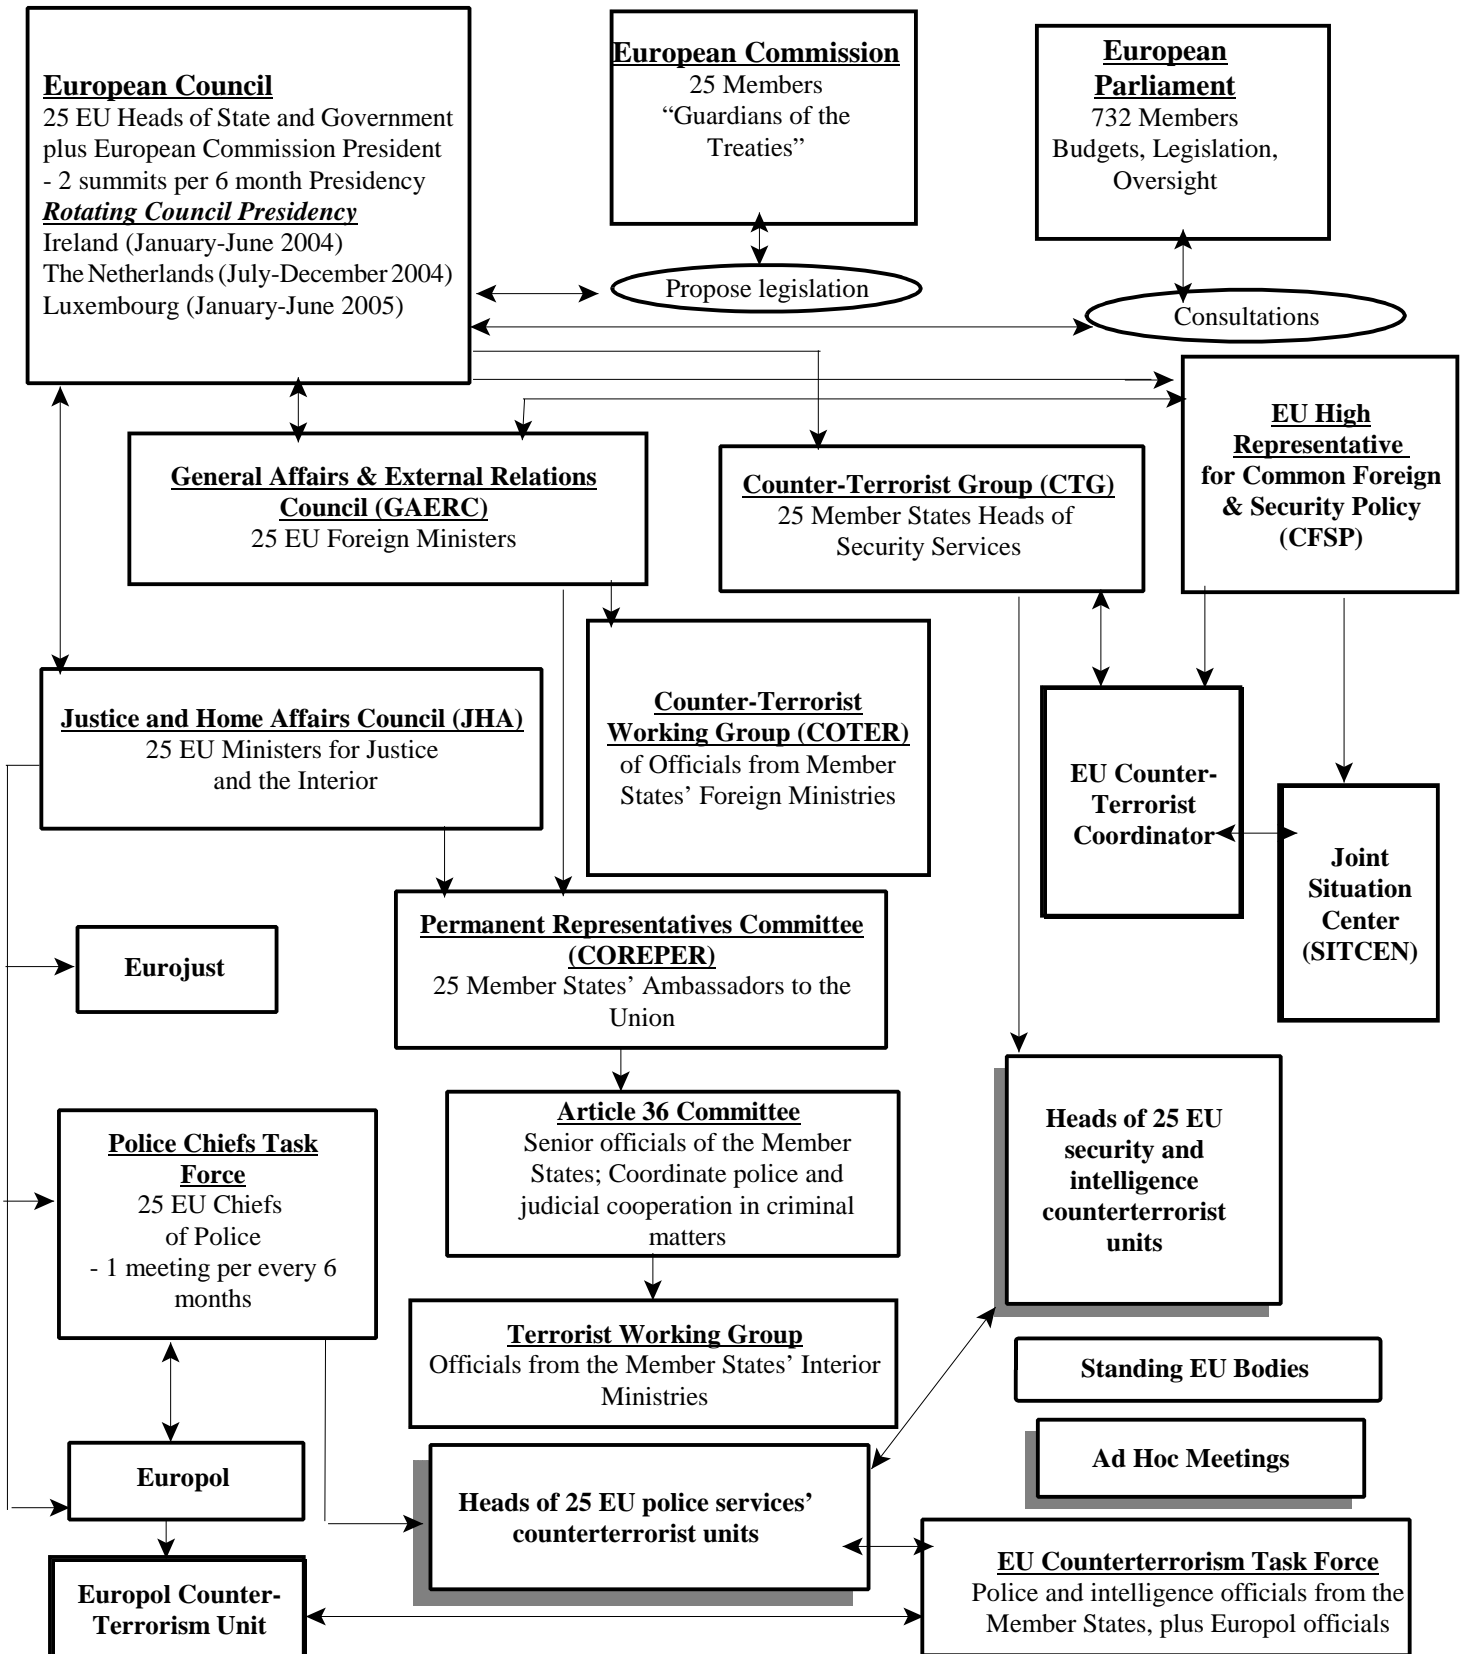 European Council
25 EU Heads of State and Government
plus European Commission President
- 2 summits per 6 month Presidency
Rotating Council Presidency
Ireland (January-June 2004)
The Netherlands (July-December 2004)
Luxembourg (January-June 2005)
European Commission
25 Members
“Guardians of the
Treaties”
European
Parliament
732 Members
Budgets, Legislation,
Oversight
Propose legislation
Consultations
General Affairs & External Relations
Council (GAERC)
25 EU Foreign Ministers
Counter-Terrorist Group (CTG)
25 Member States Heads of
Security Services
EU High
Representative
for Common Foreign
& Security Policy
(CFSP)
Justice and Home Affairs Council (JHA)
25 EU Ministers for Justice
and the Interior
Counter-Terrorist
Working Group (COTER)
of Officials from Member
States’ Foreign Ministries
EU Counter-
Terrorist
Coordinator
Joint
Situation
Center
(SITCEN)
Eurojust
Permanent Representatives Committee
(COREPER)
25 Member States’ Ambassadors to the
Union
Police Chiefs Task
Force
25 EU Chiefs
of Police
- 1 meeting per every 6
months
Article 36 Committee
Senior officials of the Member
States; Coordinate police and
judicial cooperation in criminal
matters
Heads of 25 EU
security and
intelligence
counterterrorist
units
Terrorist Working Group
Officials from the Member States’ Interior
Ministries
Standing EU Bodies
Ad Hoc Meetings
Europol
Heads of 25 EU police services’
counterterrorist units
Europol Counter-
Terrorism Unit
EU Counterterrorism Task Force
Police and intelligence officials from the
Member States, plus Europol officials